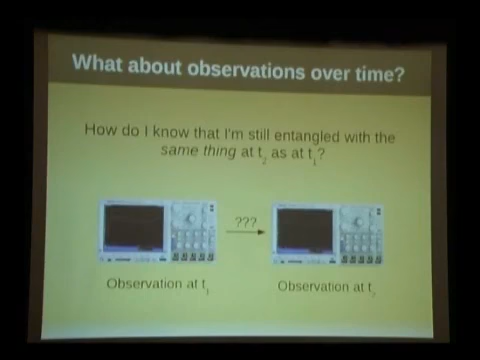 What about observations over time?
How do I know that I'm still entangled with the
same thing at t₂ as at t₁?
???
Observation at t₁
Observation at t₂